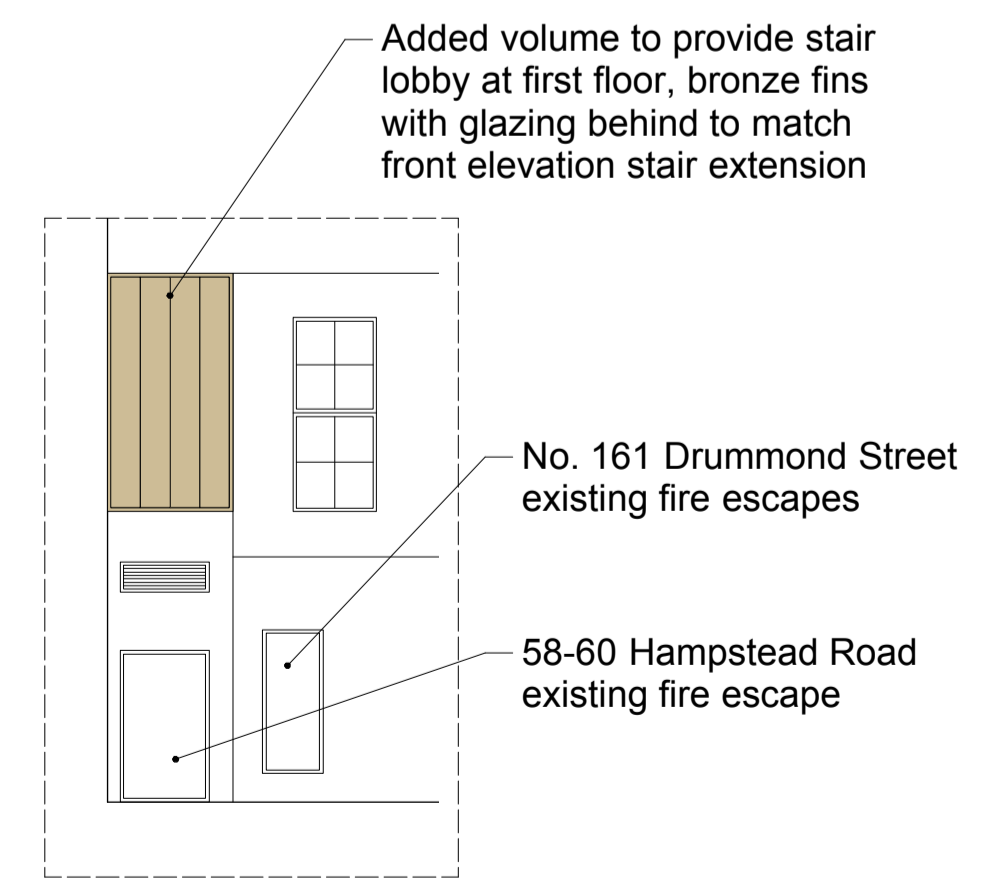 Added volume to provide stair
lobby at first floor, bronze fins
with glazing behind to match
front elevation stair extension
No. 161 Drummond Street
existing fire escapes
58-60 Hampstead Road
existing fire escape